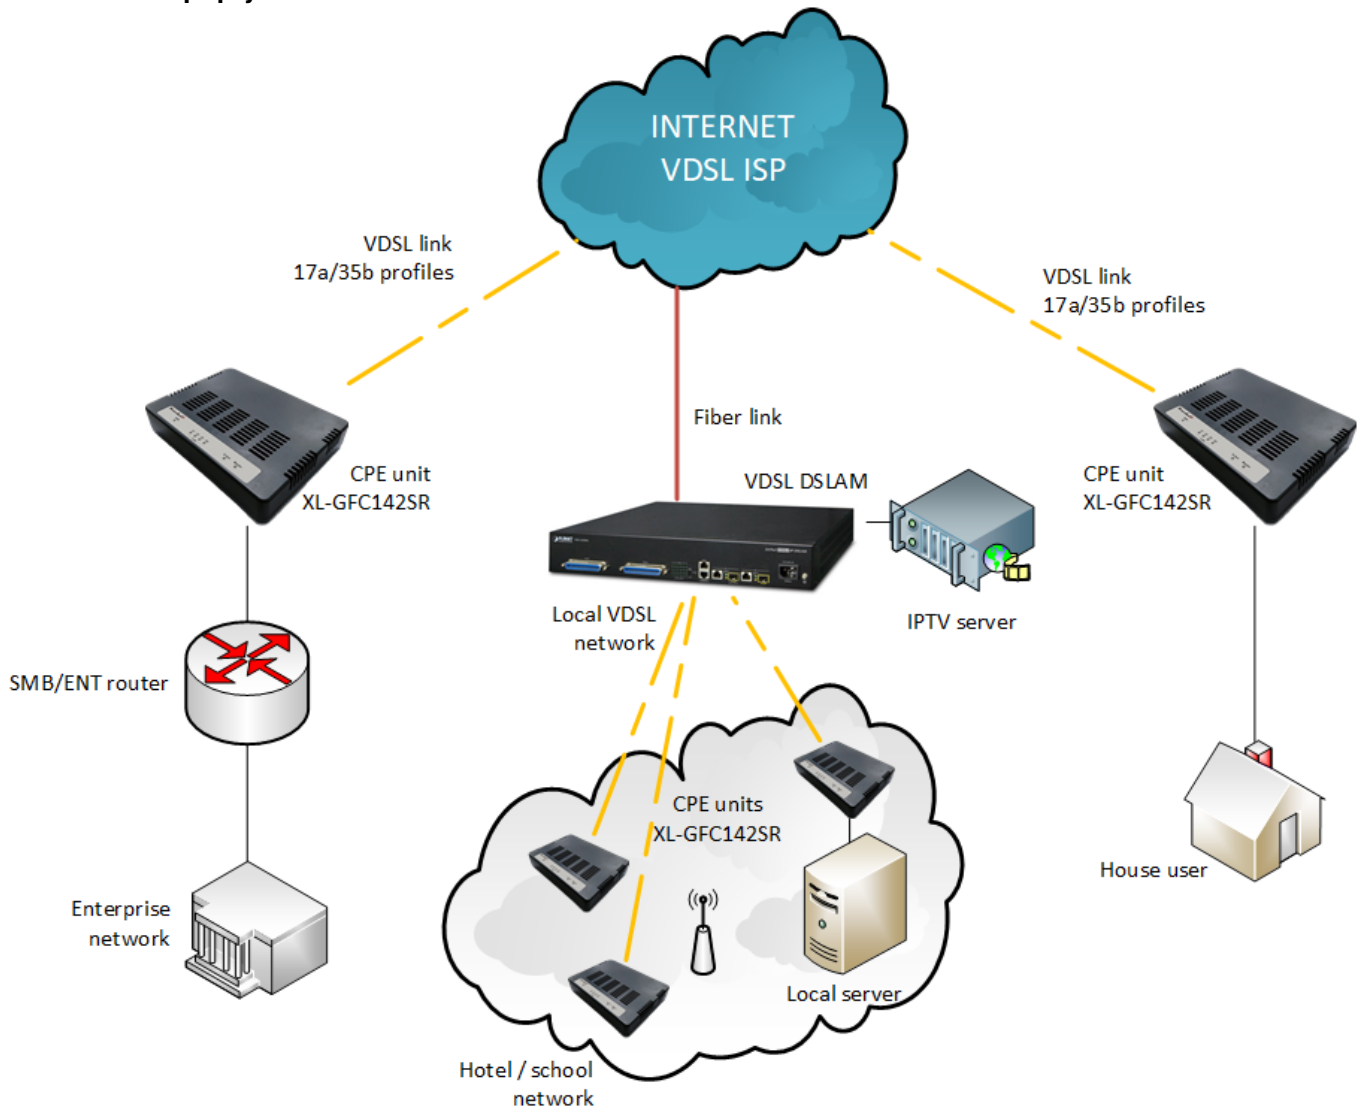 INTERNET
VDSL ISP
VDSL link
17a/35b profiles
VDSL link
17a/35b profiles
Fiber link
CPE unit
XL-GFC142SR
VDSL DSLAM
CPE unit
XL-GFC142SR
PLANET
Local VDSL
network
IPTV server
SMB/ENT router
CPE units
XL-GFC142SR
House user
Enterprise
network
Local server
Hotel / school
network